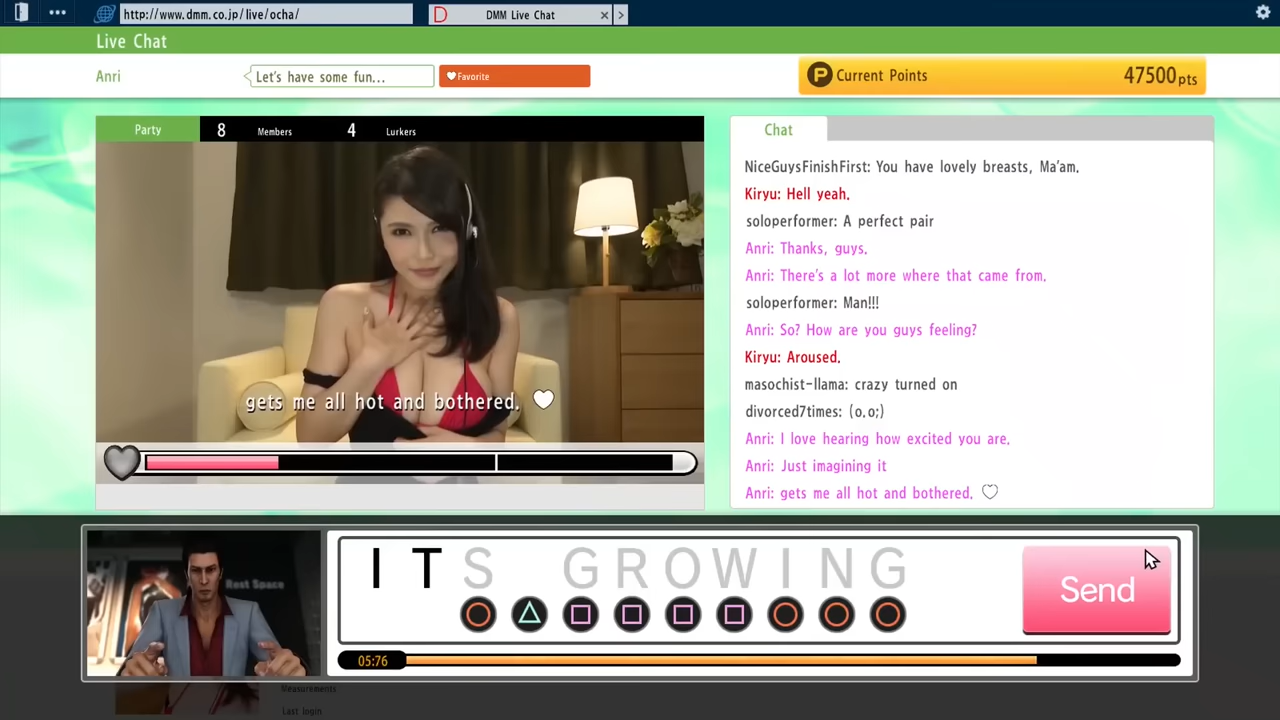 http://www.dmm.co.jp/live/ocha/
DMM Live Chat
Live Chat
Anri
Let's have some fun...
Favorite
P Current Points 47500pts
Party 8 Members 4 Lurkers
gets me all hot and bothered.
Chat
NiceGuysFinishFirst: You have lovely breasts, Ma'am.
Kiryu: Hell yeah.
soloperformer: A perfect pair
Anri: Thanks, guys.
Anri: There's a lot more where that came from.
soloperformer: Man!!!
Anri: So? How are you guys feeling?
Kiryu: Aroused.
masochist-llama: crazy turned on
divorced7times: (o.o;)
Anri: I love hearing how excited you are.
Anri: Just imagining it
Anri: gets me all hot and bothered. ♡
Rest Space
ITS GROWING
Send
05:76
Measurements
Last login